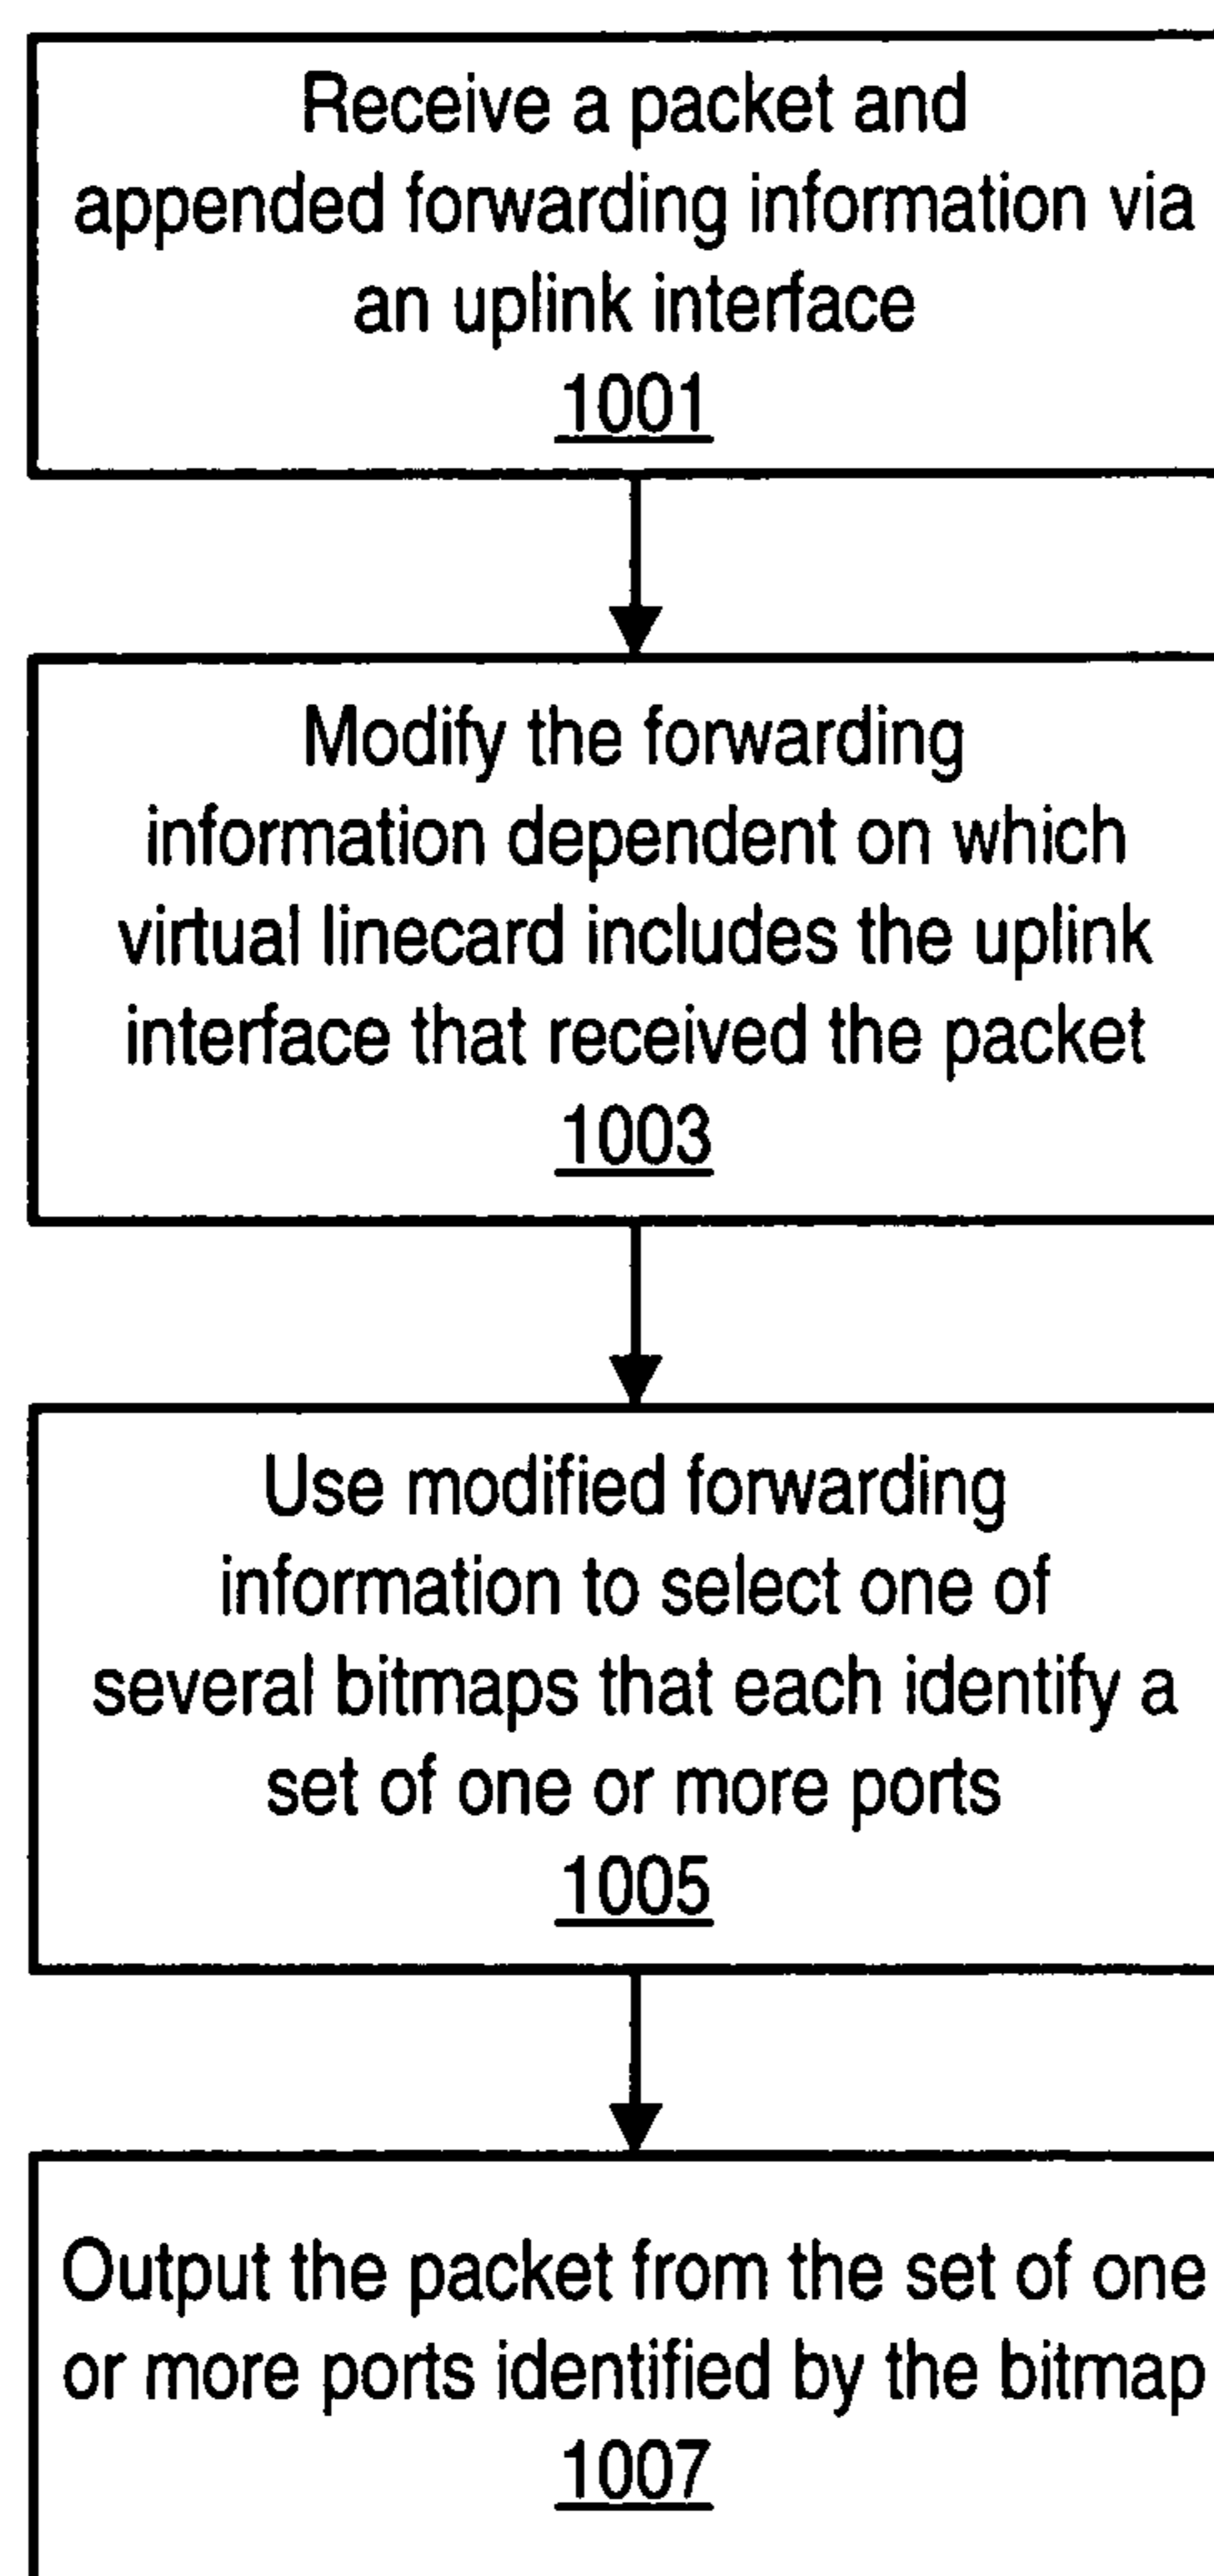 Receive a packet and
appended forwarding information via
an uplink interface
1001
Modify the forwarding
information dependent on which
virtual linecard includes the uplink
interface that received the packet
1003
Use modified forwarding
information to select one of
several bitmaps that each identify a
set of one or more ports
1005
Output the packet from the set of one
or more ports identified by the bitmap
1007